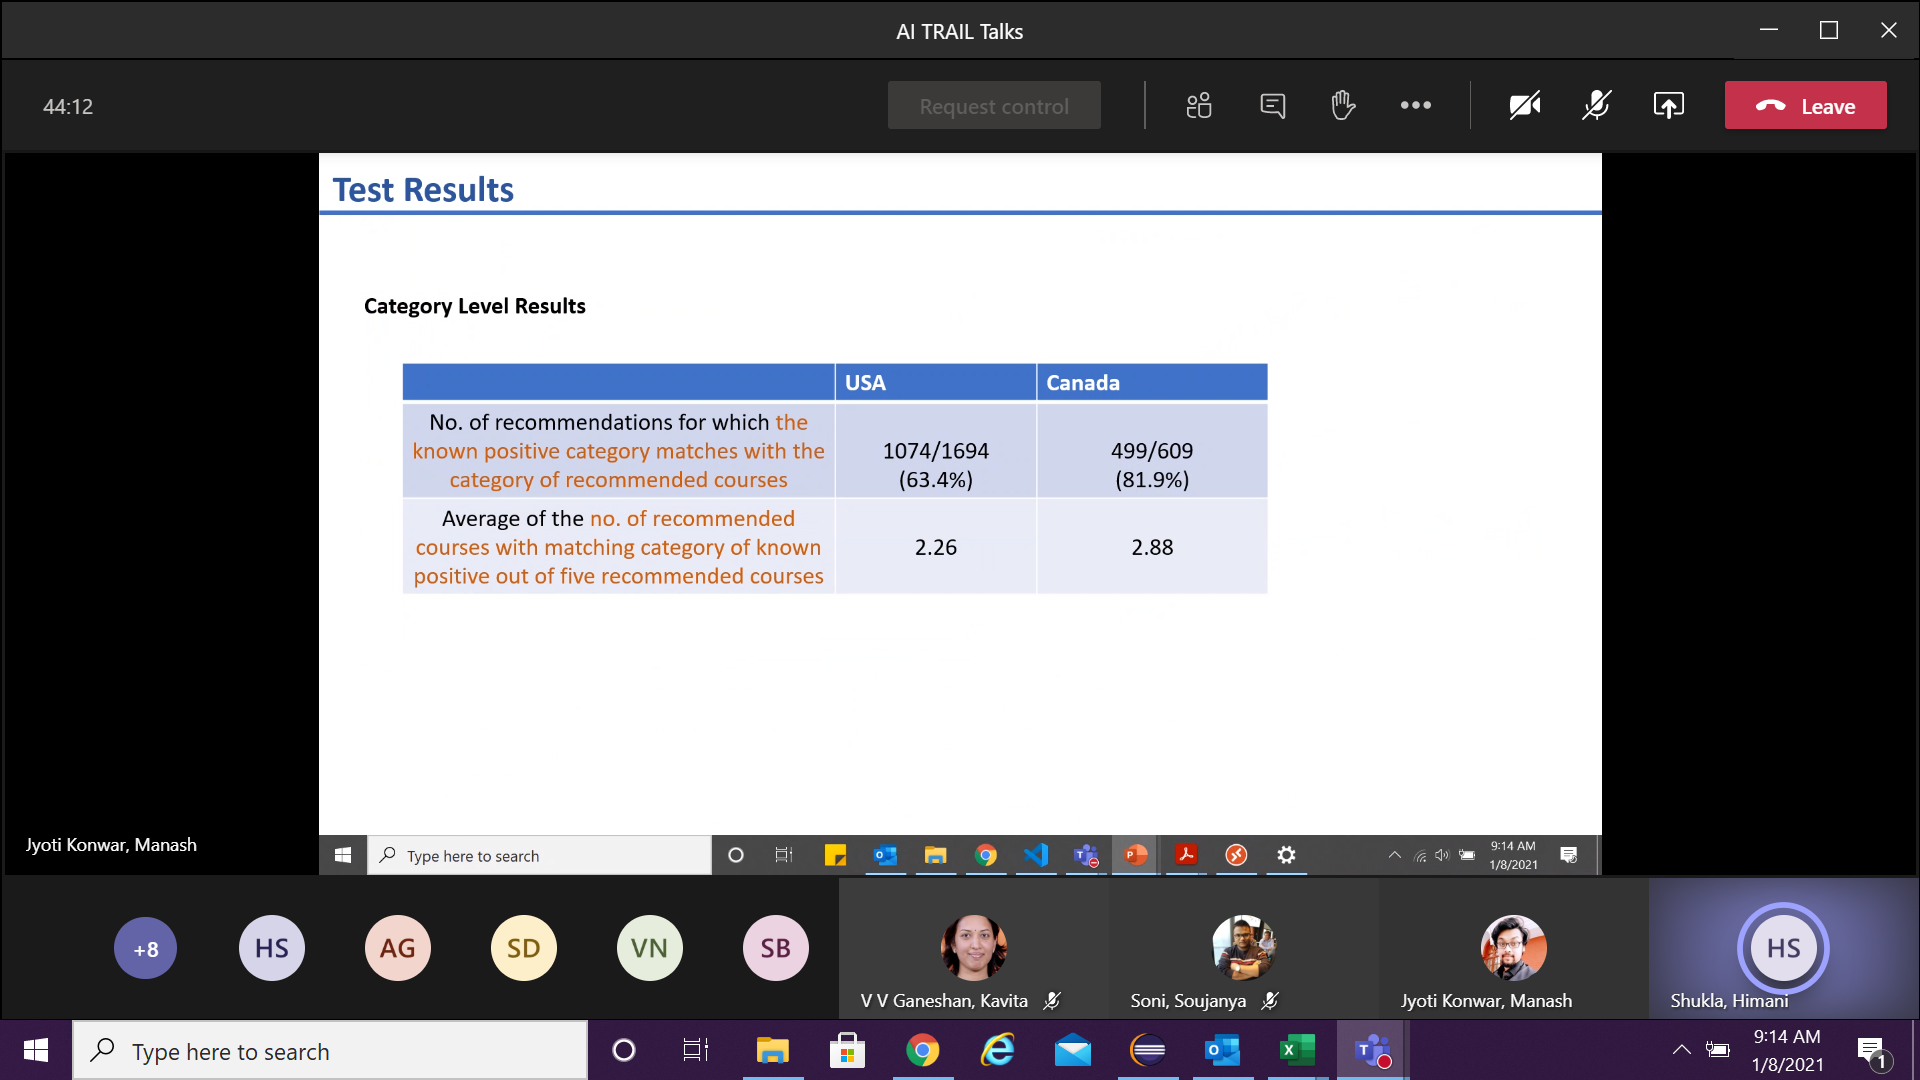 AI TRAIL Talks
44:12
Request control
Leave
Test Results
Category Level Results
USA
Canada
No. of recommendations for which the
known positive category matches with the
category of recommended courses
1074/1694
(63.4%)
499/609
(81.9%)
Average of the no. of recommended
courses with matching category of known
positive out of five recommended courses
2.26
2.88
Jyoti Konwar, Manash
Type here to search
9:14 AM
1/8/2021
+8
HS
AG
SD
VN
SB
V V Ganeshan, Kavita
Soni, Soujanya
Jyoti Konwar, Manash
HS
Shukla, Himani
Type here to search
9:14 AM
1/8/2021
1